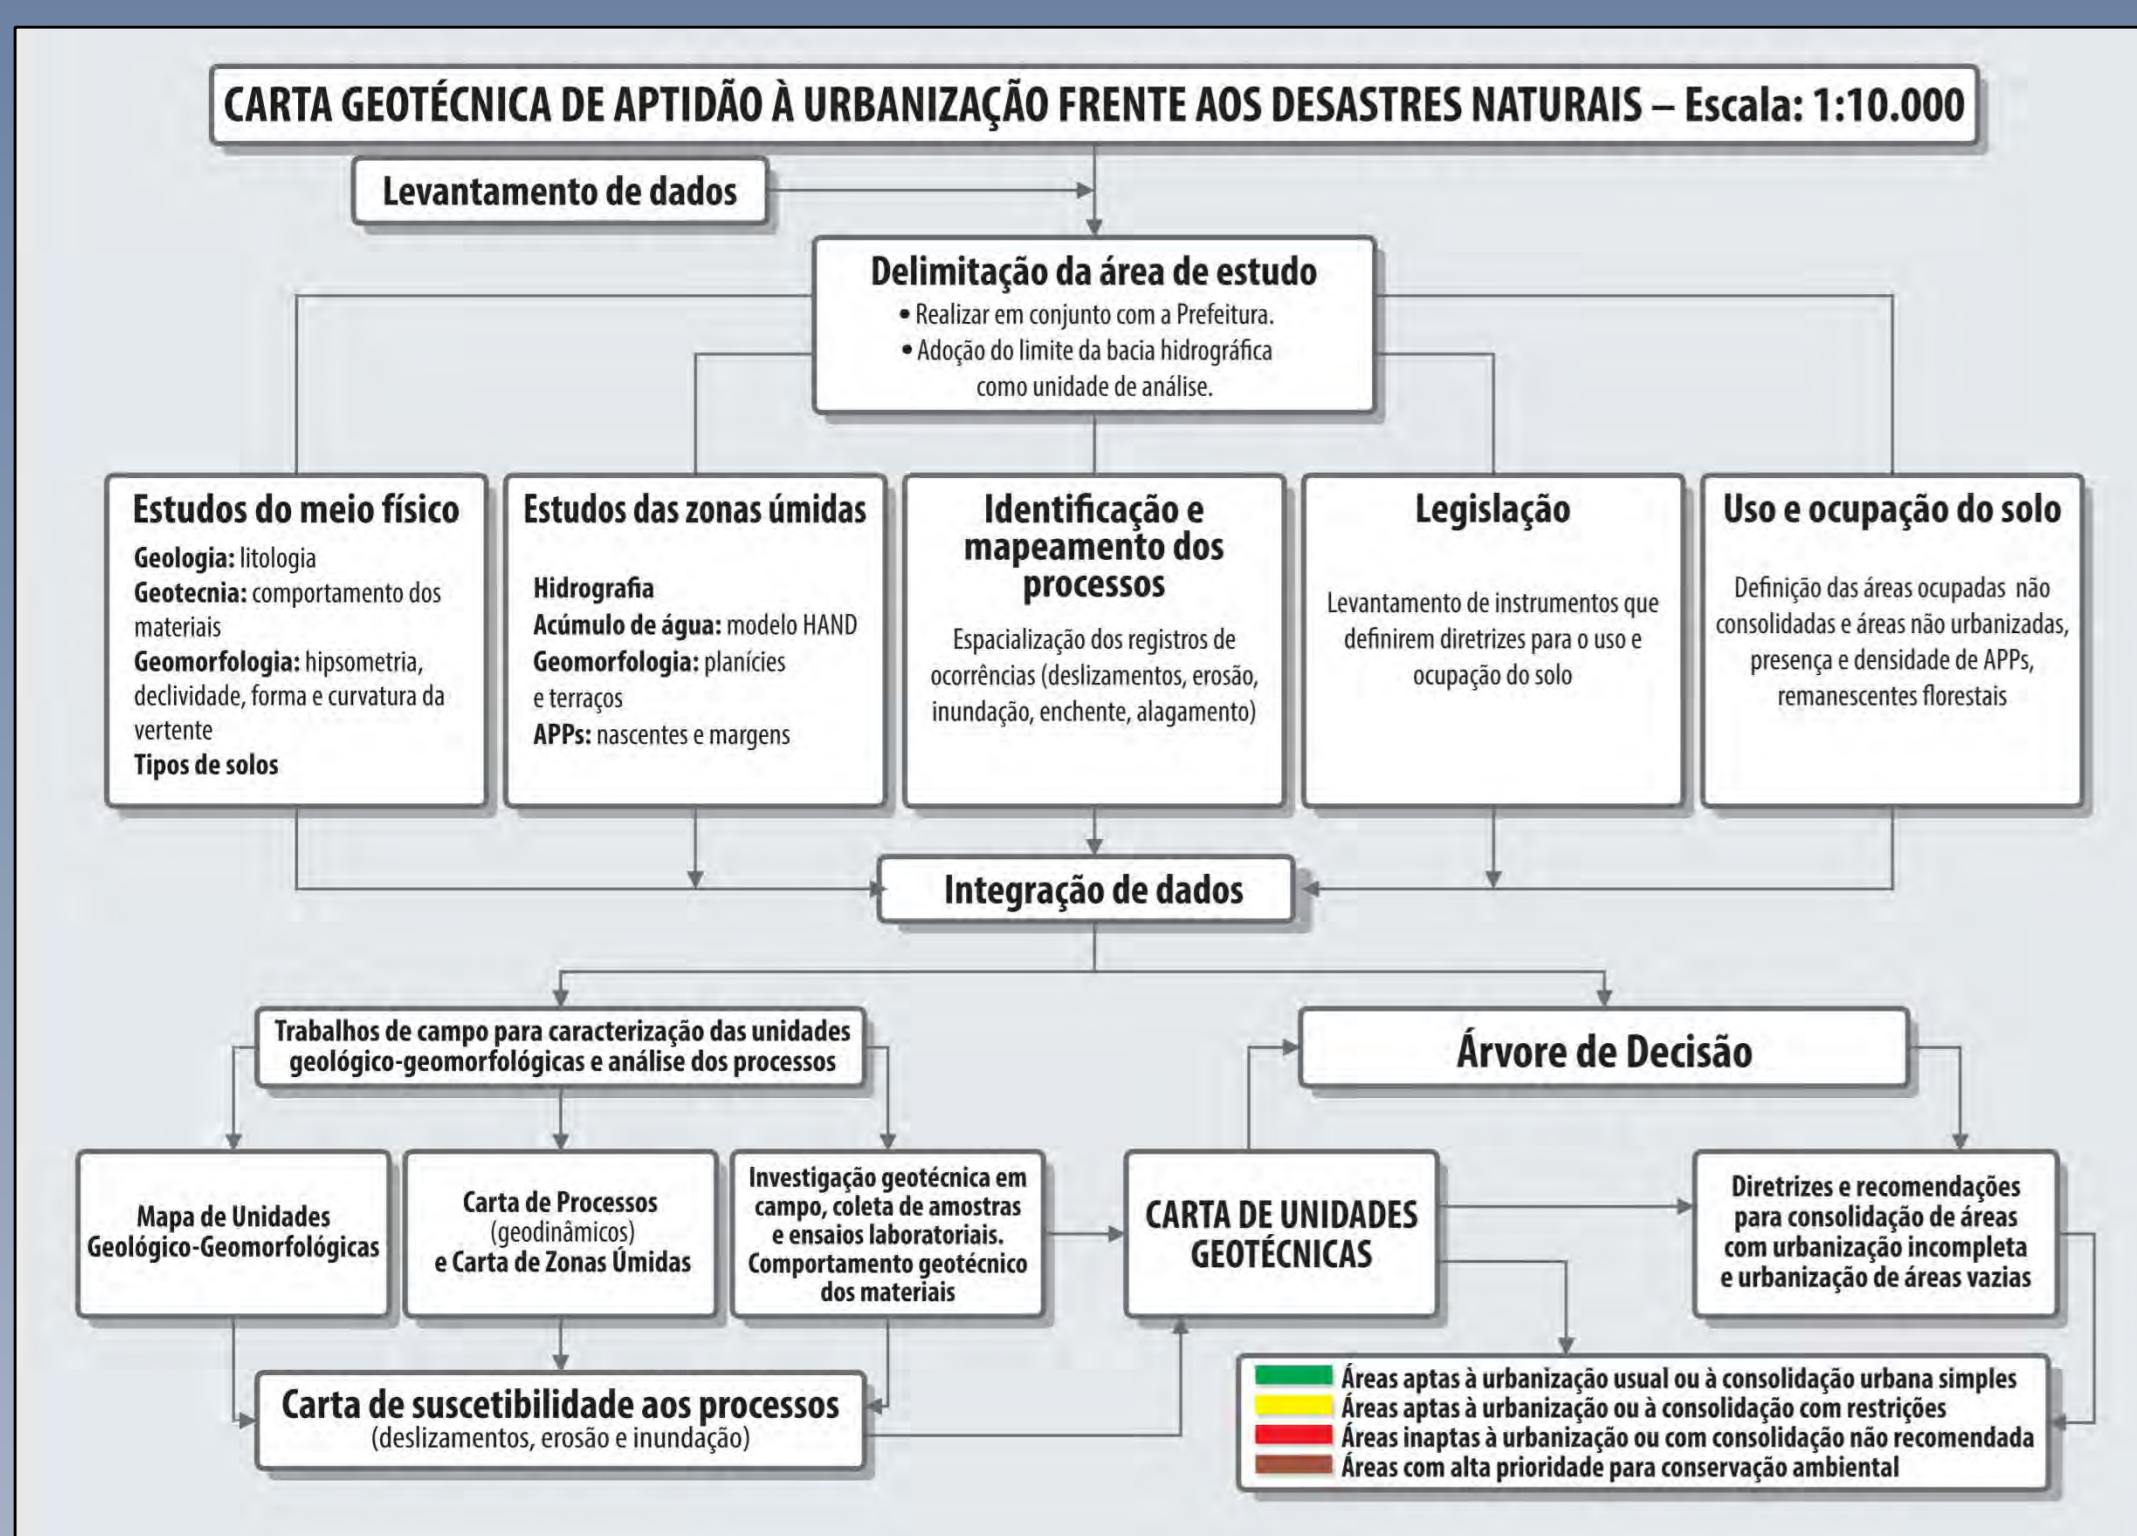 CARTA GEOTÉCNICA DE APTIDÃO À URBANIZAÇÃO FRENTE AOS DESASTRES NATURAIS – Escala: 1:10.000
Levantamento de dados
Delimitação da área de estudo
• Realizar em conjunto com a Prefeitura.
• Adoção do limite da bacia hidrográfica
como unidade de análise.
Estudos do meio físico
Geologia: litologia
Geotecnia: comportamento dos
materiais
Geomorfologia: hipsometria,
declividade, forma e curvatura da
vertente
Tipos de solos
Estudos das zonas úmidas
Hidrografia
Acúmulo de água: modelo HAND
Geomorfologia: planícies
e terraços
APPs: nascentes e margens
Identificação e
mapeamento dos
processos
Espacialização dos registros de
ocorrências (deslizamentos, erosão,
inundação, enchente, alagamento)
Legislação
Levantamento de instrumentos que
definirem diretrizes para o uso e
ocupação do solo
Uso e ocupação do solo
Definição das áreas ocupadas não
consolidadas e áreas não urbanizadas,
presença e densidade de APPs,
remanescentes florestais
Integração de dados
Trabalhos de campo para caracterização das unidades
geológico-geomorfológicas e análise dos processos
Árvore de Decisão
Mapa de Unidades
Geológico-Geomorfológicas
Carta de Processos
(geodinâmicos)
e Carta de Zonas Úmidas
Investigação geotécnica em
campo, coleta de amostras
e ensaios laboratoriais.
Comportamento geotécnico
dos materiais
CARTA DE UNIDADES
GEOTÉCNICAS
Diretrizes e recomendações
para consolidação de áreas
com urbanização incompleta
e urbanização de áreas vazias
Carta de suscetibilidade aos processos
(deslizamentos, erosão e inundação)
Áreas aptas à urbanização usual ou à consolidação urbana simples
Áreas aptas à urbanização ou à consolidação com restrições
Áreas inaptas à urbanização ou com consolidação não recomendada
Áreas com alta prioridade para conservação ambiental